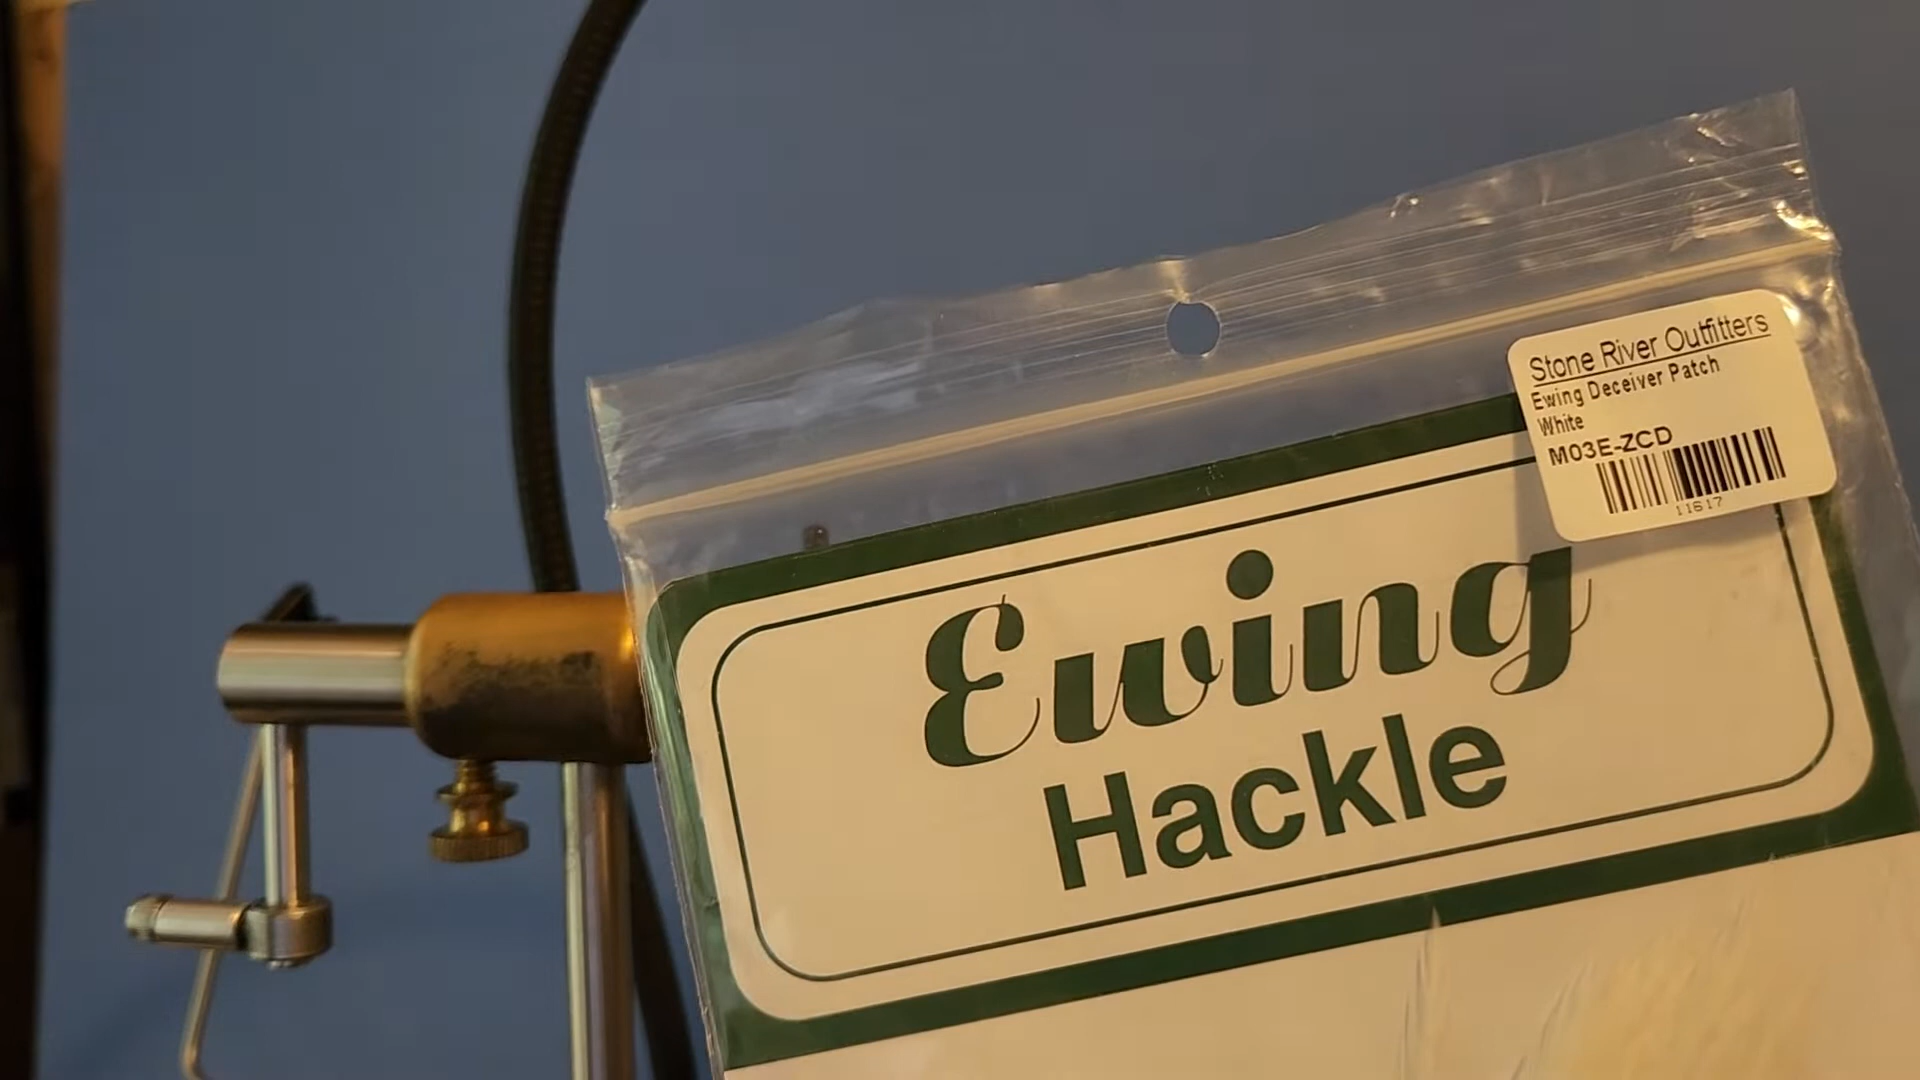 Stone River Outfitters
Ewing Deceiver Patch
White
M03E-ZCD
11617
Ewing
Hackle